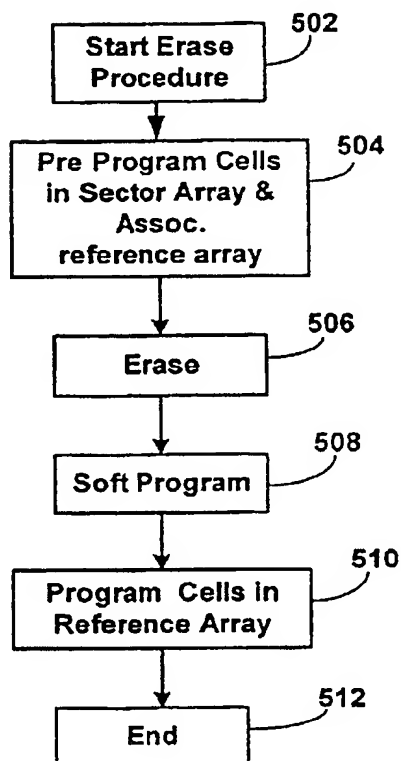 502
Start Erase
Procedure
504
Pre Program Cells
in Sector Array &
Assoc.
reference array
506
Erase
508
Soft Program
510
Program Cells in
Reference Array
512
End